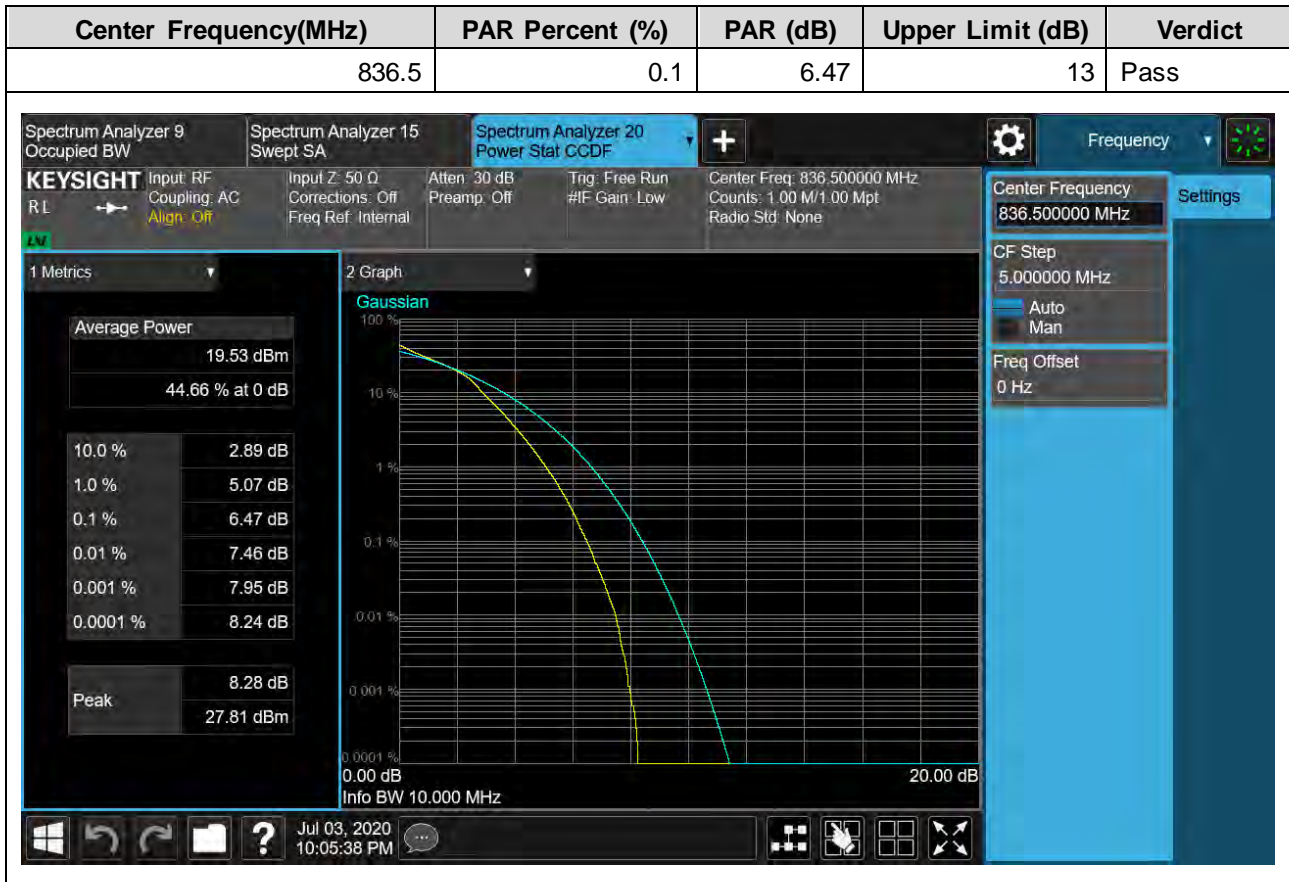 Center Frequency(MHz) PAR Percent (%) PAR (dB) Upper Limit (dB) Verdict
836.5 0.1 6.47 13 Pass
Spectrum Analyzer 9
Occupied BW
Spectrum Analyzer 15
Swept SA
Spectrum Analyzer 20
Power Stat CCDF
Frequency
KEYSIGHT
RL
LXI
Input: RF
Coupling: AC
Align: Off
Input Z: 50 Ω
Corrections: Off
Freq Ref: Internal
Atten: 30 dB
Preamp: Off
Trig: Free Run
#IF Gain: Low
Center Freq: 836.500000 MHz
Counts: 1.00 M/1.00 Mpt
Radio Std: None
Center Frequency
836.500000 MHz
Settings
CF Step
5.000000 MHz
Auto
Man
Freq Offset
0 Hz
1 Metrics
Average Power
19.53 dBm
44.66 % at 0 dB
10.0 % 2.89 dB
1.0 % 5.07 dB
0.1 % 6.47 dB
0.01 % 7.46 dB
0.001 % 7.95 dB
0.0001 % 8.24 dB
Peak
8.28 dB
27.81 dBm
2 Graph
Gaussian
100 %
10 %
1 %
0.1 %
0.01 %
0.001 %
0.0001 %
0.00 dB 20.00 dB
Info BW 10.000 MHz
?
Jul 03, 2020
10:05:38 PM